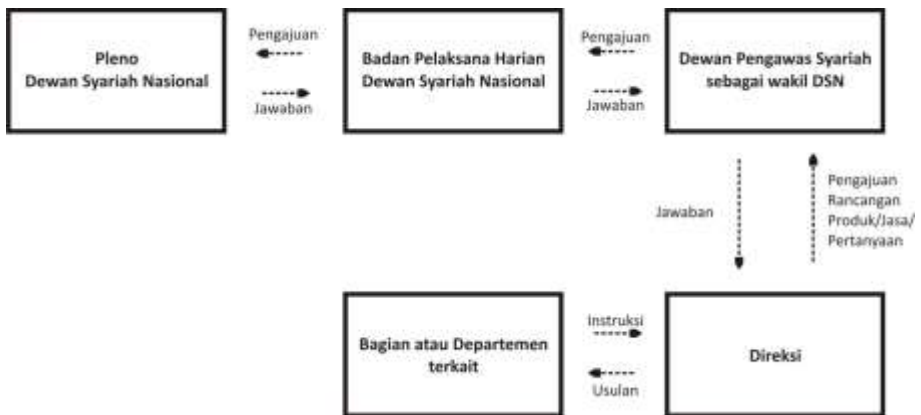 Pleno
Dewan Syariah Nasional
Pengajuan
Jawaban
Badan Pelaksana Harian
Dewan Syariah Nasional
Pengajuan
Jawaban
Dewan Pengawas Syariah
sebagai wakil DSN
Jawaban
Pengajuan
Rancangan
Produk/Jasa/
Pertanyaan
Bagian atau Departemen
terkait
Instruksi
Usulan
Direksi